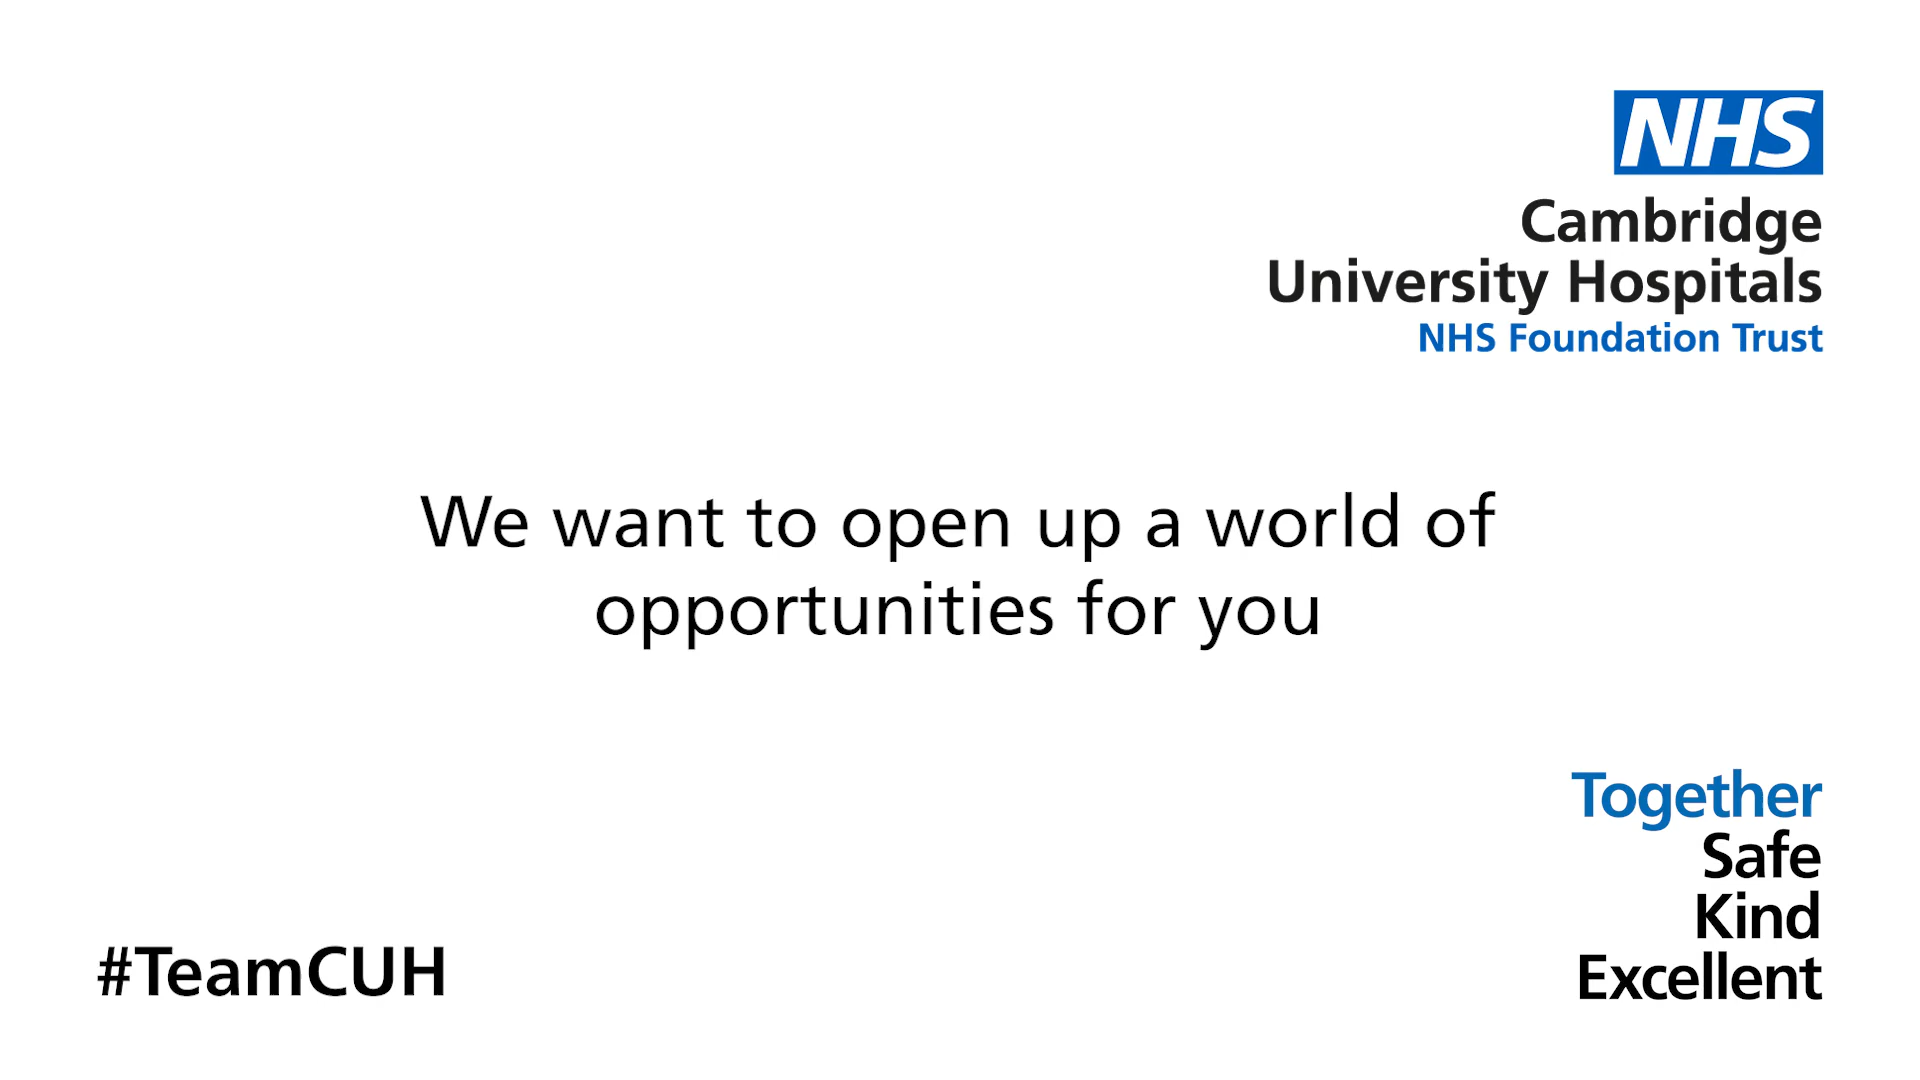 NHS
Cambridge
University Hospitals
NHS Foundation Trust
We want to open up a world of
opportunities for you
Together
Safe
Kind
Excellent
#TeamCUH